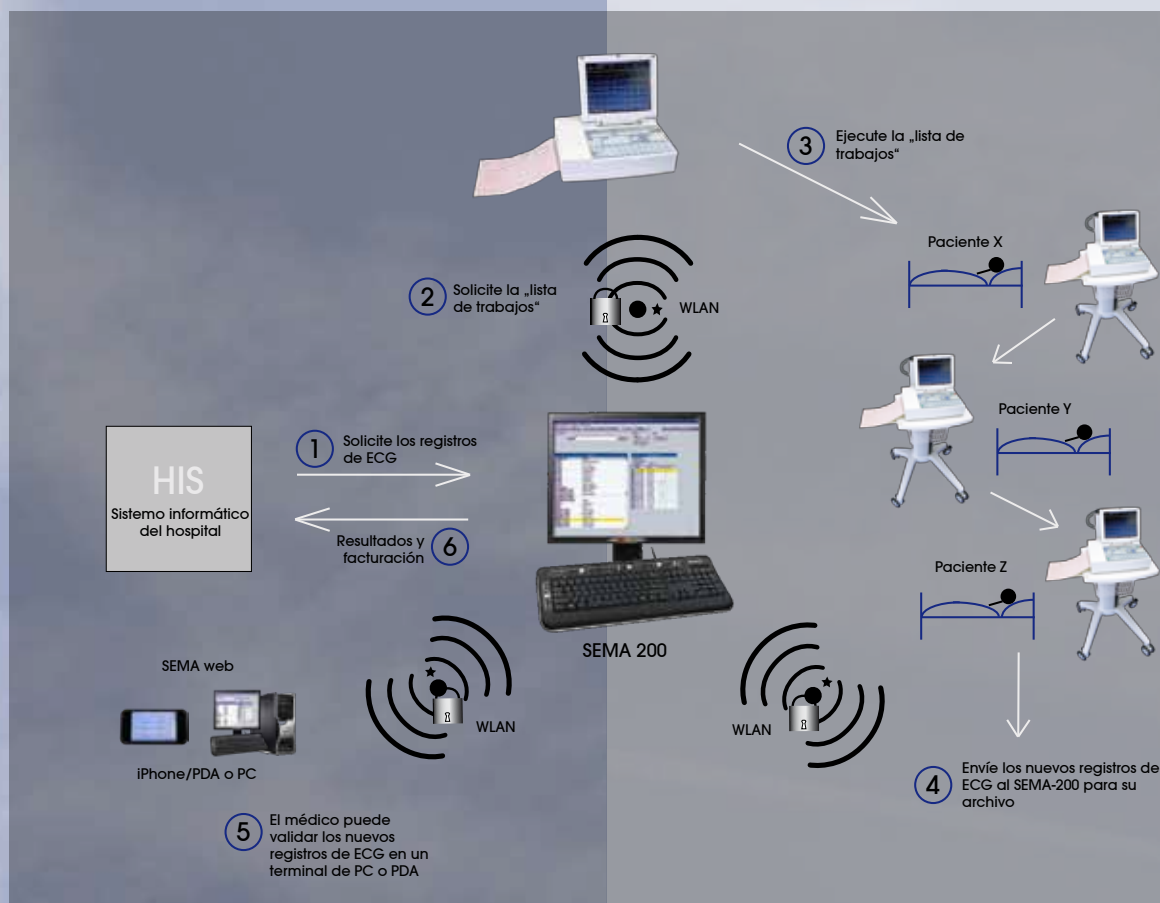 3
Ejecute la „lista de
trabajos“
Paciente X
2
Solicite la „lista
de trabajos“
WLAN
Paciente Y
1
Solicite los registros
de ECG
HIS
Sistemo informático
del hospital
Resultados y
facturación
6
Paciente Z
SEMA 200
SEMA web
WLAN
WLAN
iPhone/PDA o PC
4
Envíe los nuevos registros de
ECG al SEMA-200 para su
archivo
5
El médico puede
validar los nuevos
registros de ECG en un
terminal de PC o PDA